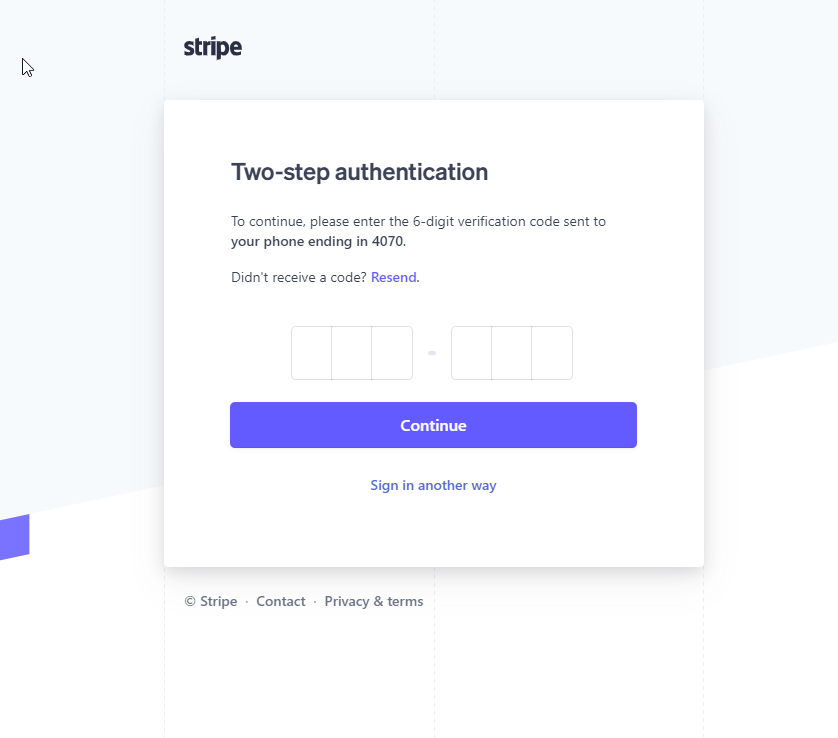 stripe
Two-step authentication
To continue, please enter the 6-digit verification code sent to
your phone ending in 4070.
Didn't receive a code? Resend.
-
Continue
Sign in another way
© Stripe · Contact · Privacy & terms